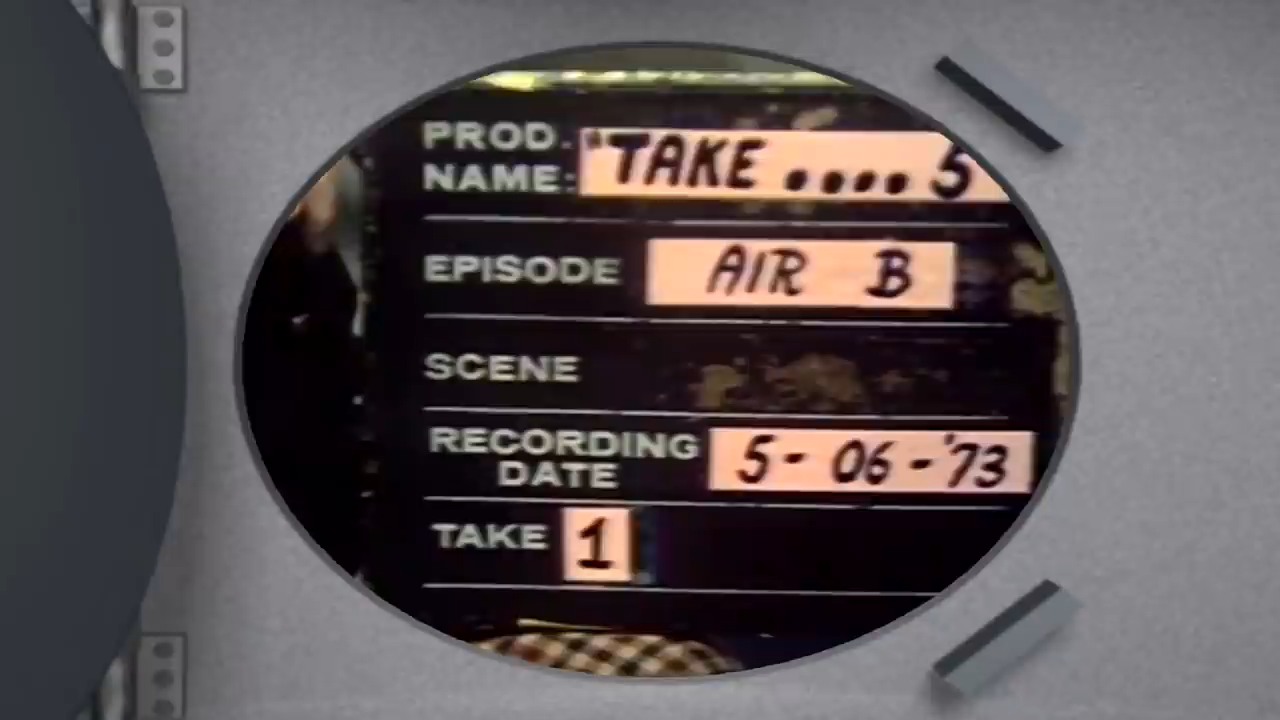 PROD. NAME: "TAKE .... 5
EPISODE AIR B
SCENE
RECORDING DATE 5- 06 -'73
TAKE 1